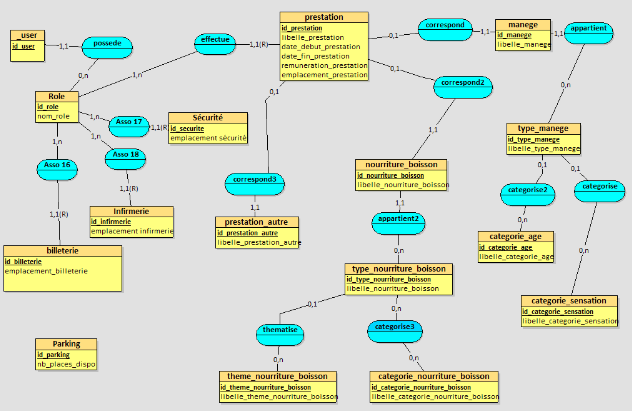 _user
id_user
1,1
possede
0,n
effectue
1,1(R)
1,n
prestation
id_prestation
libelle_prestation
date_debut_prestation
date_fin_prestation
remuneration_prestation
emplacement_prestation
0,1
correspond
1,1
manege
id_manege
libelle_manege
1,1
appartient
0,n
0,1
correspond2
1,1
0,1
Role
id_role
nom_role
1,n
Asso 17
1,1(R)
1,n
Asso 18
1,1(R)
1,n
Asso 16
1,1(R)
Sécurité
id_securite
emplacement sécurité
type_manege
id_type_manege
libelle_type_manege
0,1
0,1
categorise2
categorise
0,n
0,n
nourriture_boisson
id_nourriture_boisson
libelle_nourriture_boisson
1,1
appartient2
0,n
correspond3
1,1
prestation_autre
id_prestation_autre
libelle_prestation_autre
Infirmerie
id_infirmerie
emplacement infirmerie
billeterie
id_billeterie
emplacement_billeterie
categorie_age
id_categorie_age
libelle_categorie_age
type_nourriture_boisson
id_type_nourriture_boisson
libelle_nourriture_boisson
0,1
0,n
thematise
categorise3
0,n
0,n
categorie_sensation
id_categorie_sensation
libelle_categorie_sensation
Parking
id_parking
nb_places_dispo
theme_nourriture_boisson
id_theme_nourriture_boisson
libelle_theme_nourriture_boisson
categorie_nourriture_boisson
id_categorie_nourriture_boisson
libelle_categorie_nourriture_boisson